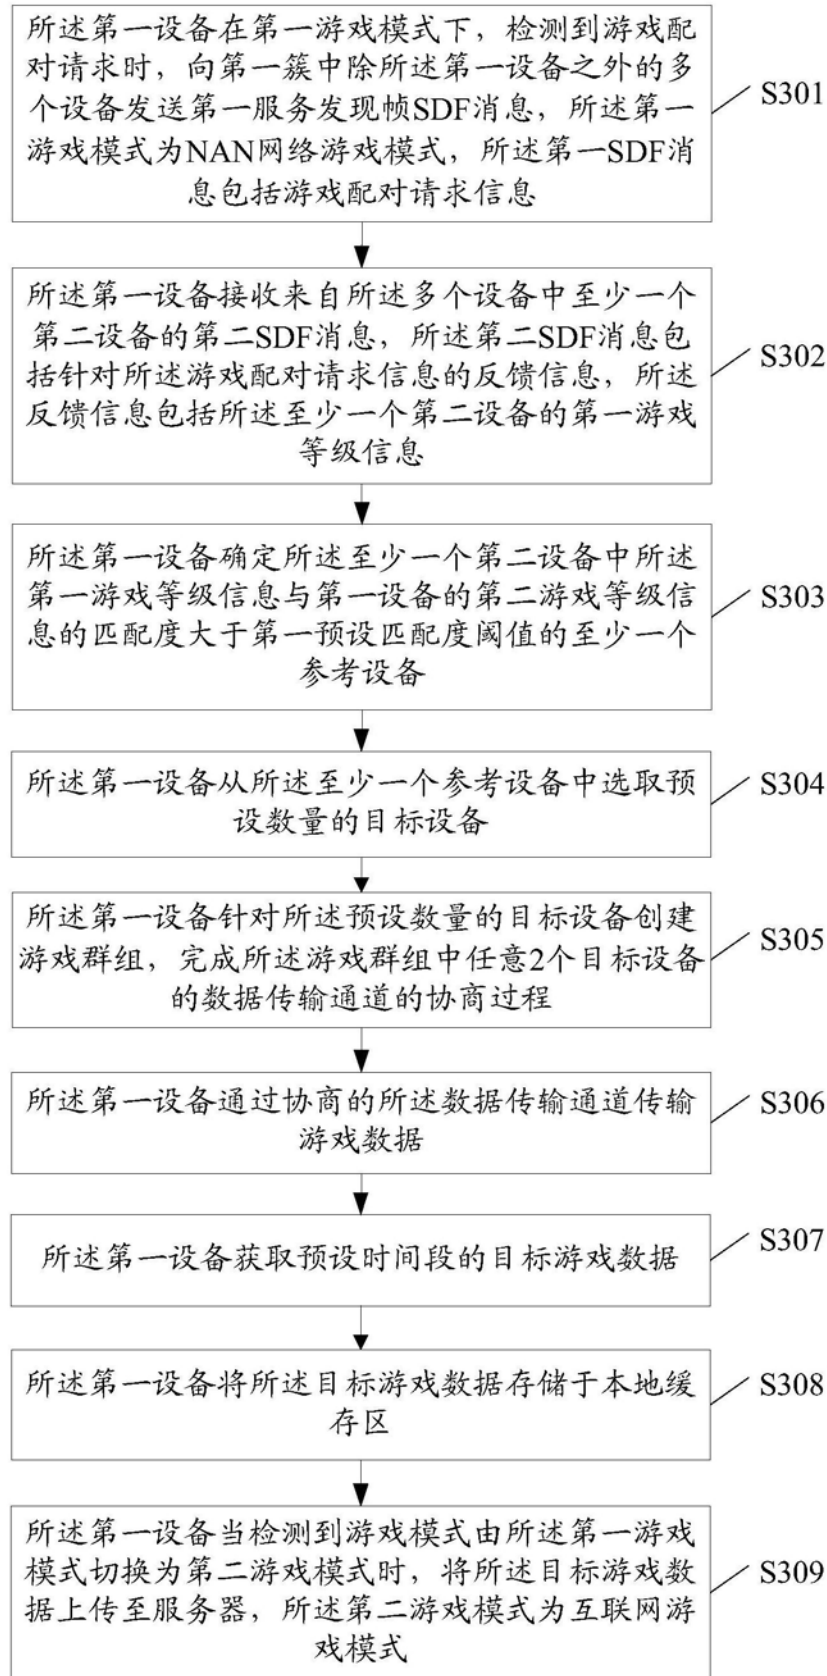 所述第一设备在第一游戏模式下，检测到游戏配
对请求时，向第一簇中除所述第一设备之外的多
个设备发送第一服务发现帧SDF消息，所述第一
游戏模式为NAN网络游戏模式，所述第一SDF消
息包括游戏配对请求信息
S301
所述第一设备接收来自所述多个设备中至少一个
第二设备的第二SDF消息，所述第二SDF消息包
括针对所述游戏配对请求信息的反馈信息，所述
反馈信息包括所述至少一个第二设备的第一游戏
等级信息
S302
所述第一设备确定所述至少一个第二设备中所述
第一游戏等级信息与第一设备的第二游戏等级信
息的匹配度大于第一预设匹配度阈值的至少一个
参考设备
S303
所述第一设备从所述至少一个参考设备中选取预
设数量的目标设备
S304
所述第一设备针对所述预设数量的目标设备创建
游戏群组，完成所述游戏群组中任意2个目标设备
的数据传输通道的协商过程
S305
所述第一设备通过协商的所述数据传输通道传输
游戏数据
S306
所述第一设备获取预设时间段的目标游戏数据
S307
所述第一设备将所述目标游戏数据存储于本地缓
存区
S308
所述第一设备当检测到游戏模式由所述第一游戏
模式切换为第二游戏模式时，将所述目标游戏数
据上传至服务器，所述第二游戏模式为互联网游
戏模式
S309